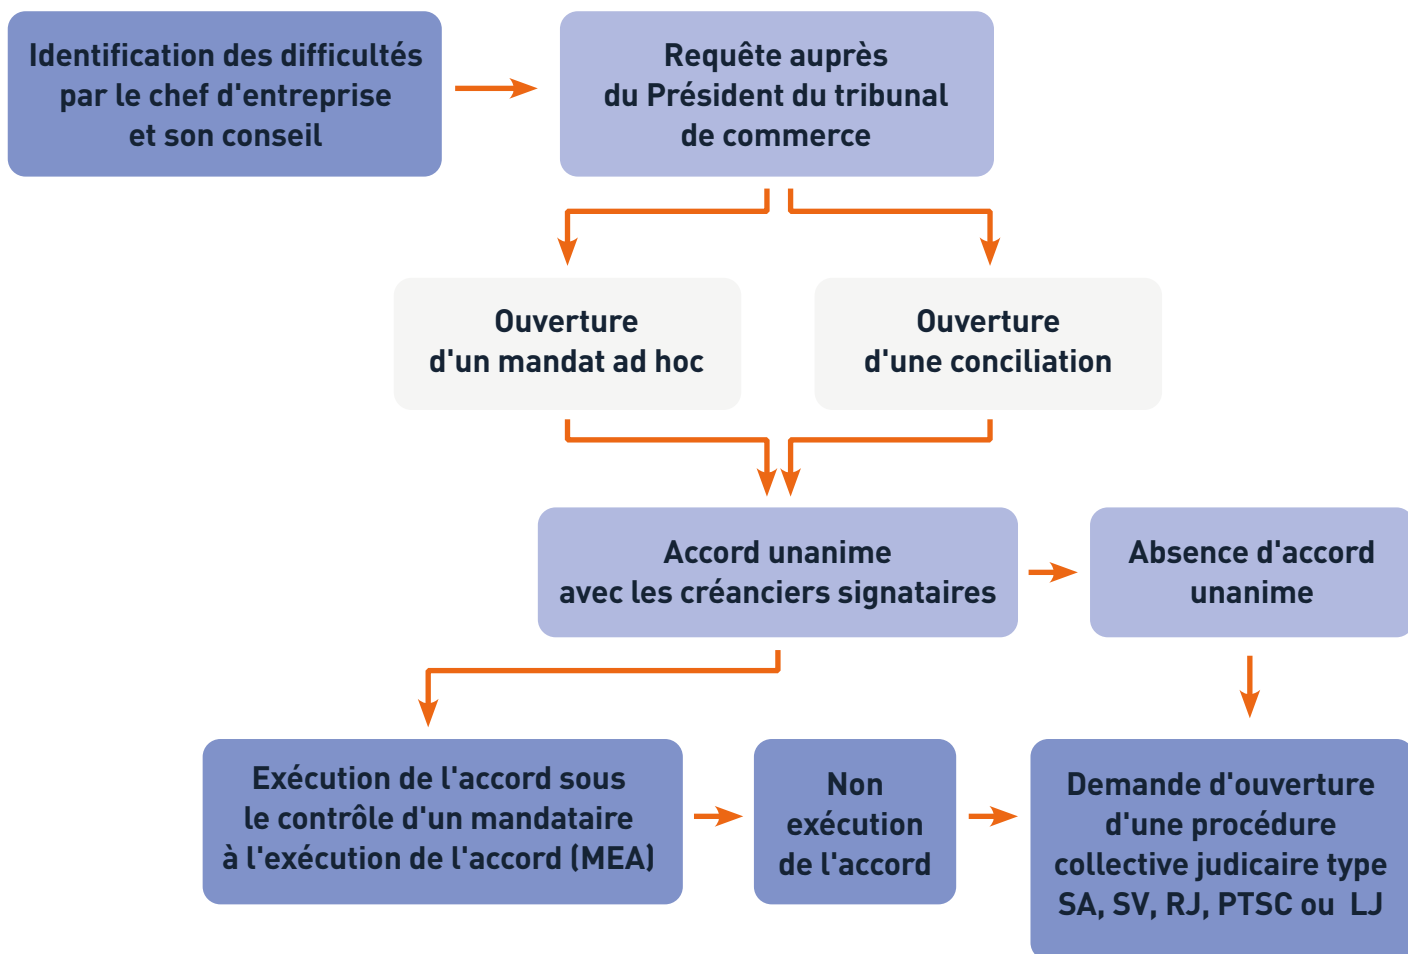 Identification des difficultés
par le chef d'entreprise
et son conseil
Requête auprès
du Président du tribunal
de commerce
Ouverture
d'un mandat ad hoc
Ouverture
d'une conciliation
Accord unanime
avec les créanciers signataires
Absence d'accord
unanime
Exécution de l'accord sous
le contrôle d'un mandataire
à l'exécution de l'accord (MEA)
Non
exécution
de l'accord
Demande d'ouverture
d'une procédure
collective judicaire type
SA, SV, RJ, PTSC ou LJ